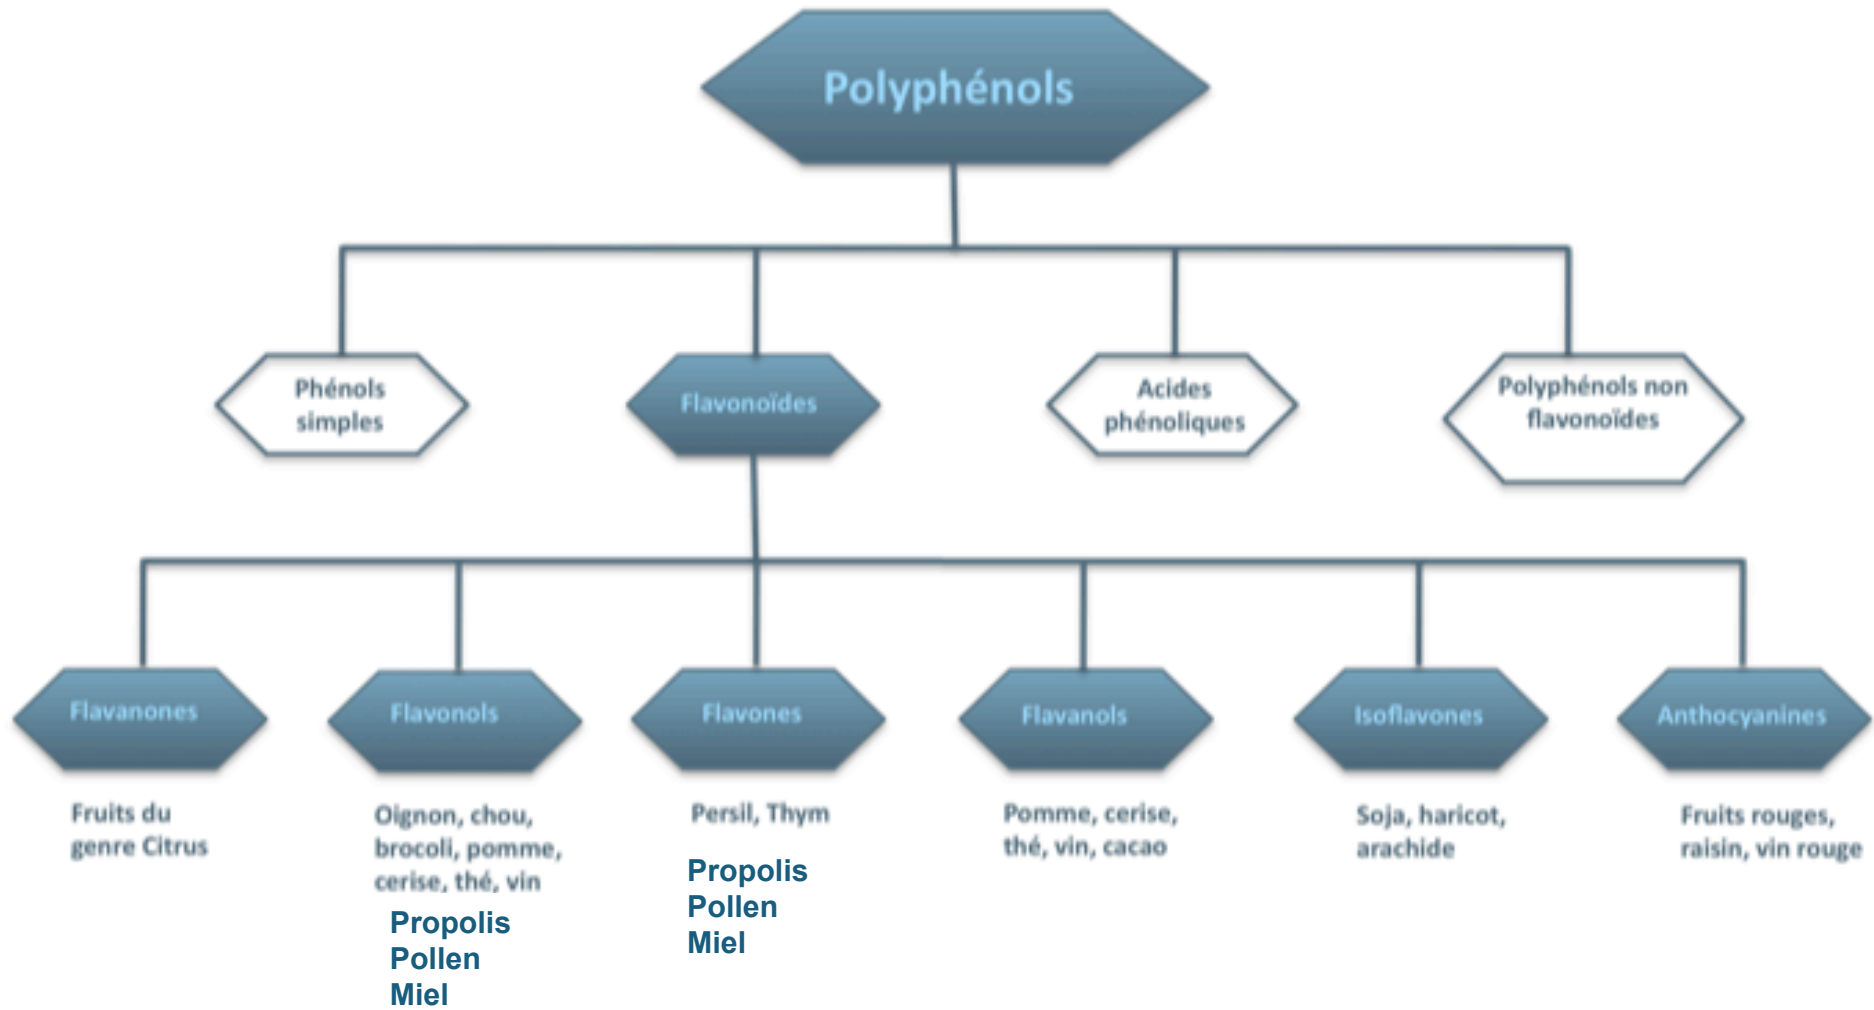 Polyphénols
Phénols
simples
Flavonoïdes
Acides
phénoliques
Polyphénols non
flavonoïdes
Flavanones
Flavonols
Flavones
Flavanols
Isoflavones
Anthocyanines
Fruits du
genre Citrus
Oignon, chou,
brocoli, pomme,
cerise, thé, vin
Propolis
Pollen
Miel
Persil, Thym
Propolis
Pollen
Miel
Pomme, cerise,
thé, vin, cacao
Soja, haricot,
arachide
Fruits rouges,
raisin, vin rouge